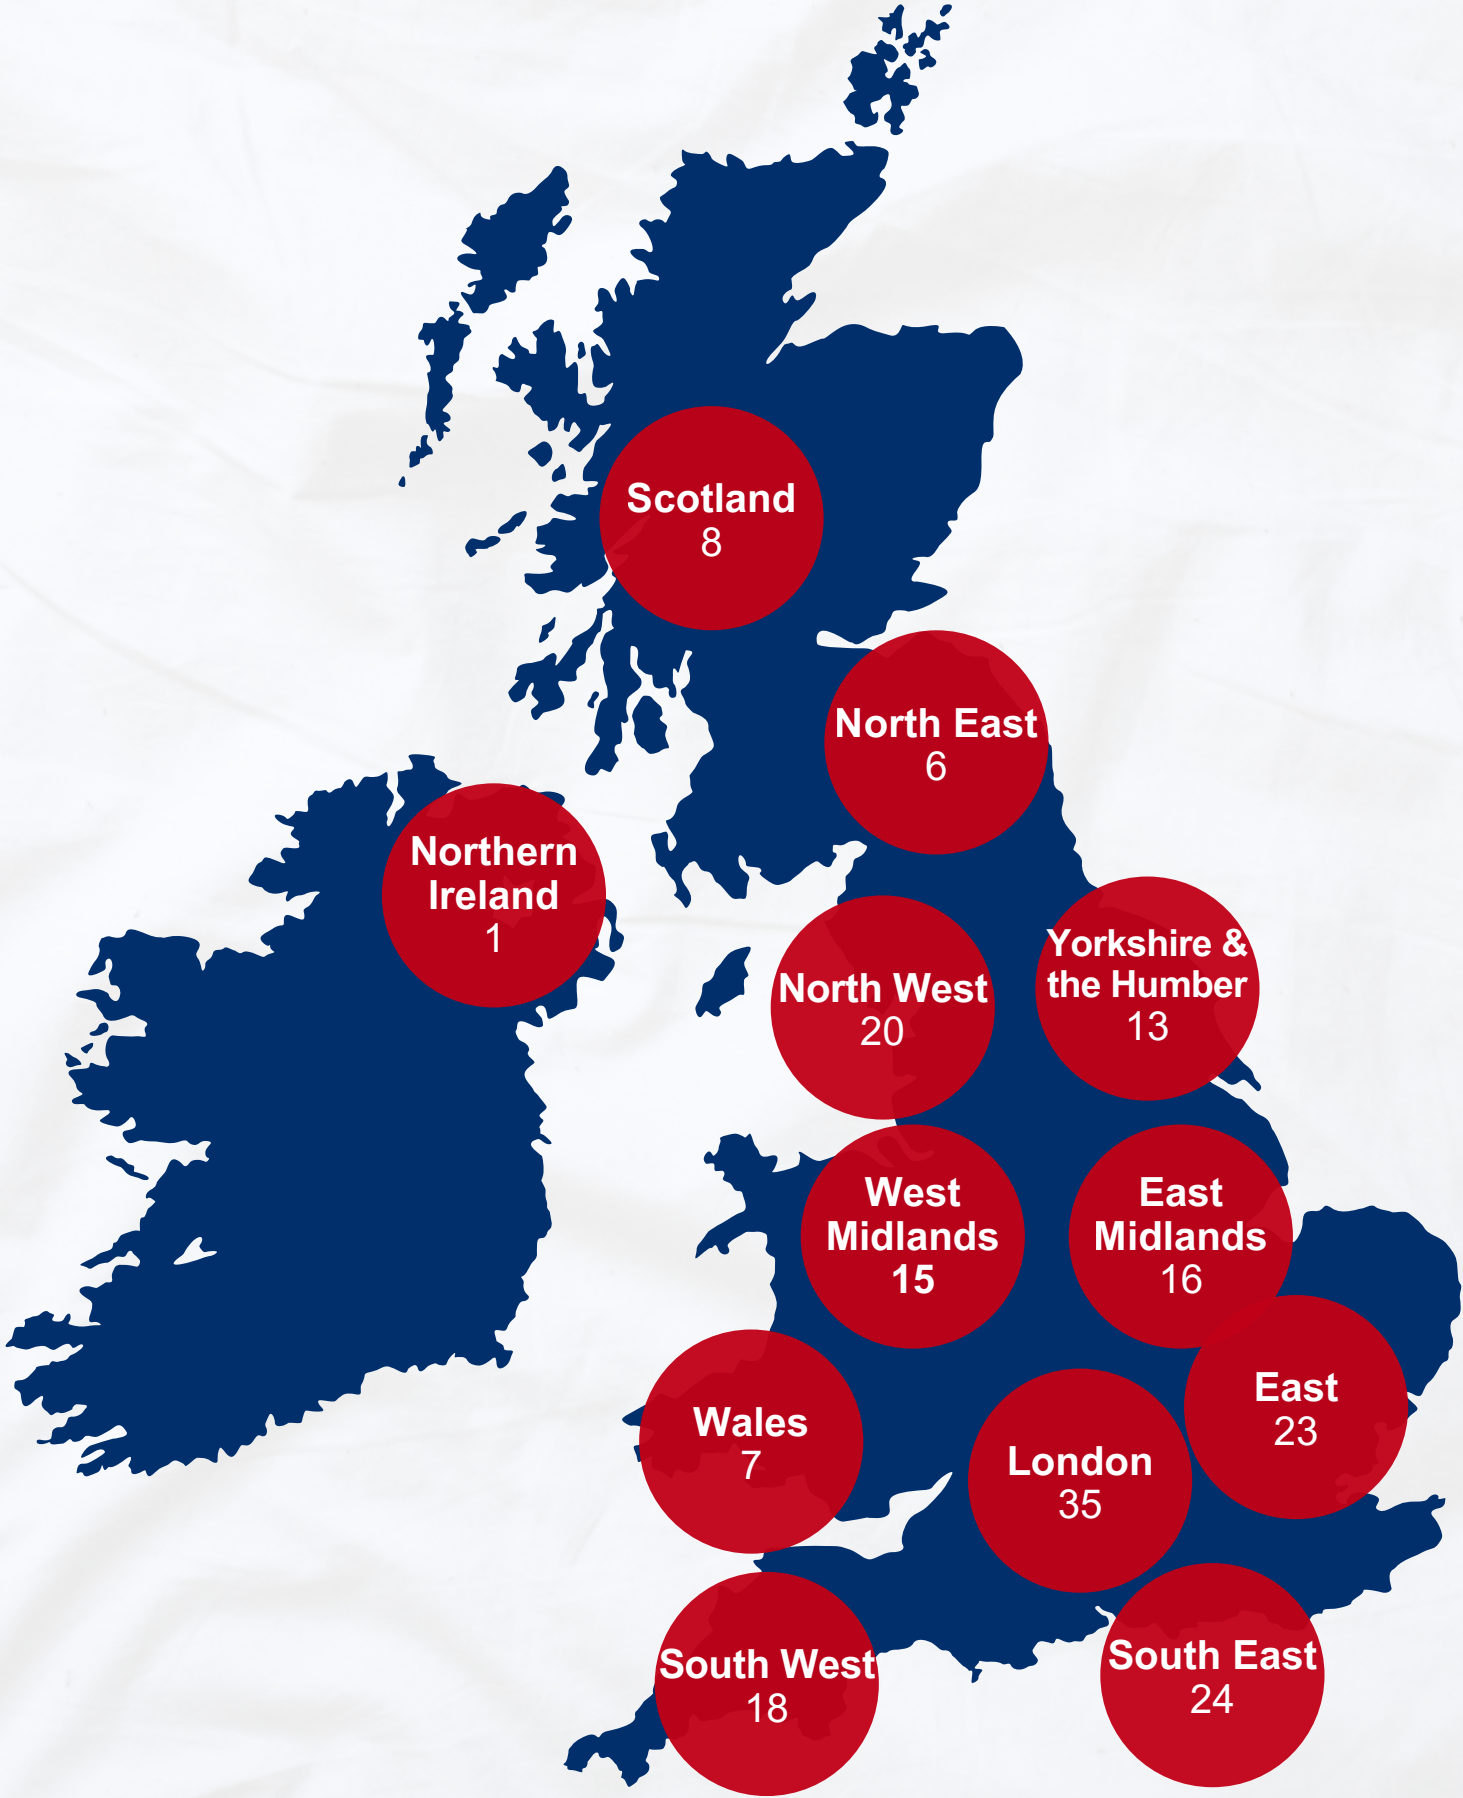 Scotland
8
North East
6
Northern
Ireland
1
Yorkshire &
the Humber
13
North West
20
West
Midlands
15
East
Midlands
16
East
23
Wales
7
London
35
South West
18
South East
24